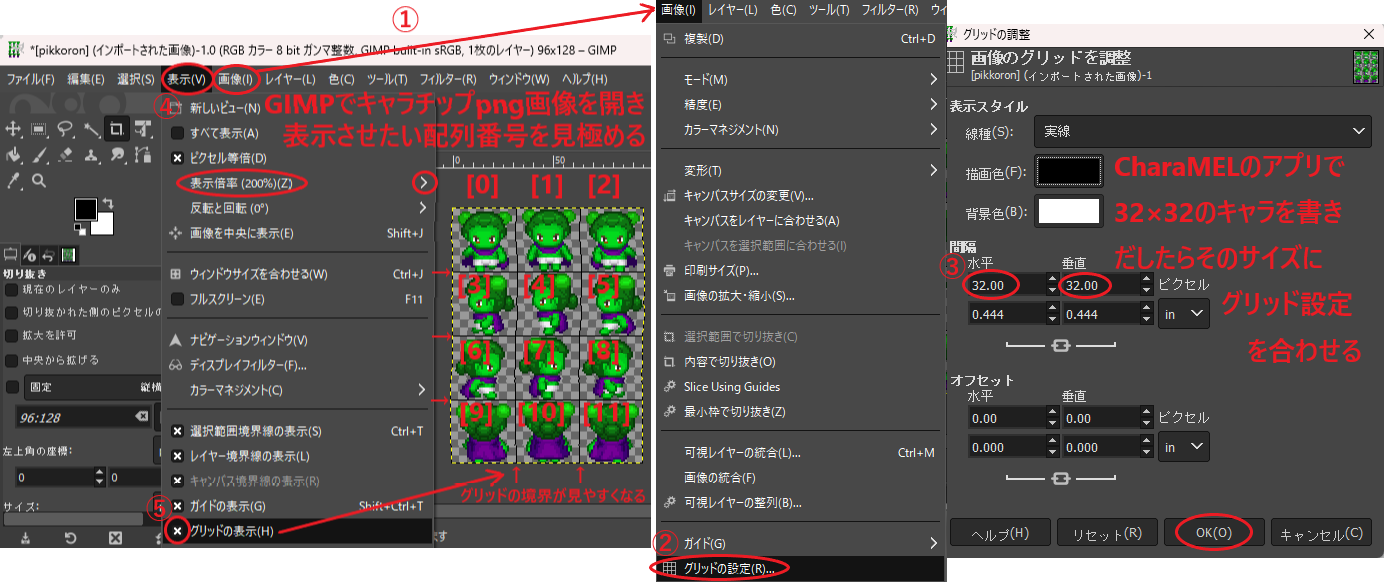 ①
*[pikkoron] (インポートされた画像)-1.0 (RGB カラー 8 bit ガンマ整数, GIMP built-in sRGB, 1枚のレイヤー) 96x128 – GIMP
ファイル(F) 編集(E) 選択(S) 表示(V) 画像(I) レイヤー(L) 色(C) ツール(T) フィルター(R) ウィンドウ(W) ヘルプ(H)
④
GIMPでキャラチップpng画像を開き
表示させたい配列番号を見極める
新しいビュー(N)
すべて表示(A)
ピクセル等倍(D)
表示倍率 (200%)(Z)
反転と回転 (0°)
画像を中央に表示(E) Shift+J
ウィンドウサイズを合わせる(W) Ctrl+J
フルスクリーン(E) F11
ナビゲーションウィンドウ(V)
ディスプレイフィルター(F)...
カラーマネジメント(C)
選択範囲境界線の表示(S) Ctrl+T
レイヤー境界線の表示(L)
キャンバス境界線の表示(R)
ガイドの表示(G) Shift+Ctrl+T
⑤
グリッドの表示(H)
切り抜き
現在のレイヤーのみ
切り抜かれた側のピクセルの
拡大を許可
中央から拡げる
固定 縦横
96:128
左上角の座標:
0 0
サイズ:
0 50
[0] [1] [2]
[3] [4] [5]
[6] [7] [8]
[9] [10] [11]
グリッドの境界が見やすくなる
ます
画像(I) レイヤー(L) 色(C) ツール(T) フィルター(R) ウィ
複製(D) Ctrl+D
モード(M)
精度(E)
カラーマネジメント(N)
変形(T)
キャンバスサイズの変更(V)...
キャンバスをレイヤーに合わせる(A)
キャンバスを選択範囲に合わせる(I)
印刷サイズ(P)...
画像の拡大・縮小(S)...
選択範囲で切り抜き(C)
内容で切り抜き(O)
Slice Using Guides
最小枠で切り抜き(Z)
可視レイヤーの統合(L)... Ctrl+M
画像の統合(F)
可視レイヤーの整列(B)...
②
ガイド(G)
グリッドの設定(R)...
グリッドの調整
画像のグリッドを調整
[pikkoron] (インポートされた画像)-1
表示スタイル
線種(S): 実線
描画色(F):
背景色(B):
CharaMELのアプリで
32×32のキャラを書き
だしたらそのサイズに
グリッド設定
を合わせる
間隔
③
水平 垂直
32.00 32.00 ピクセル
0.444 0.444 in
オフセット
水平 垂直
0.00 0.00 ピクセル
0.000 0.000 in
ヘルプ(H) リセット(R) OK(O) キャンセル(C)